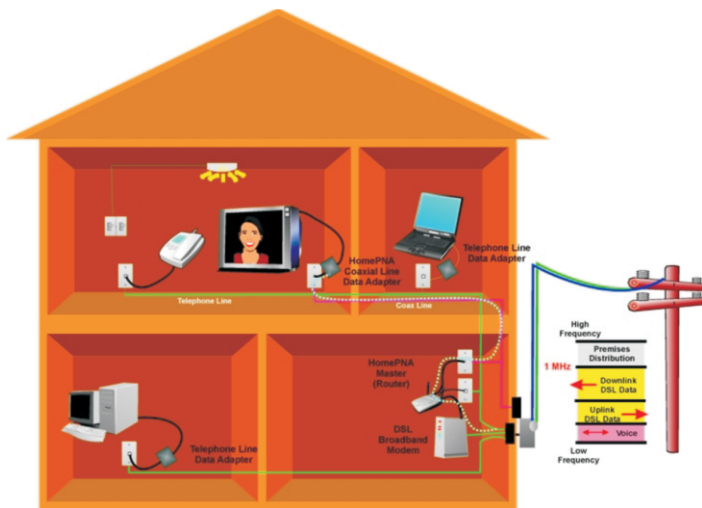 HomePNA
Coaxial Line
Data Adapter
Telephone Line
Data Adapter
Telephone Line
Coax Line
HomePNA
Master
(Router)
DSL
Broadband
Modem
Telephone Line
Data Adapter
High
Frequency
1 MHz
Premises
Distribution
Downlink
DSL Data
Uplink
DSL Data
Voice
Low
Frequency